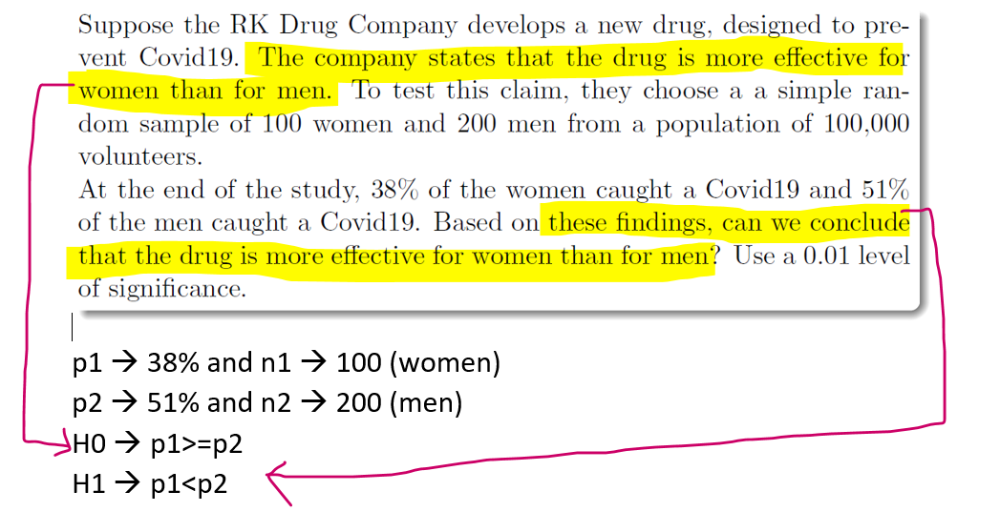 Suppose the RK Drug Company develops a new drug, designed to pre-
vent Covid19. The company states that the drug is more effective for
women than for men. To test this claim, they choose a a simple ran-
dom sample of 100 women and 200 men from a population of 100,000
volunteers.
At the end of the study, 38% of the women caught a Covid19 and 51%
of the men caught a Covid19. Based on these findings, can we conclude
that the drug is more effective for women than for men? Use a 0.01 level
of significance.
p1 → 38% and n1 → 100 (women)
p2 → 51% and n2 → 200 (men)
H0 → p1>=p2
H1 → p1<p2